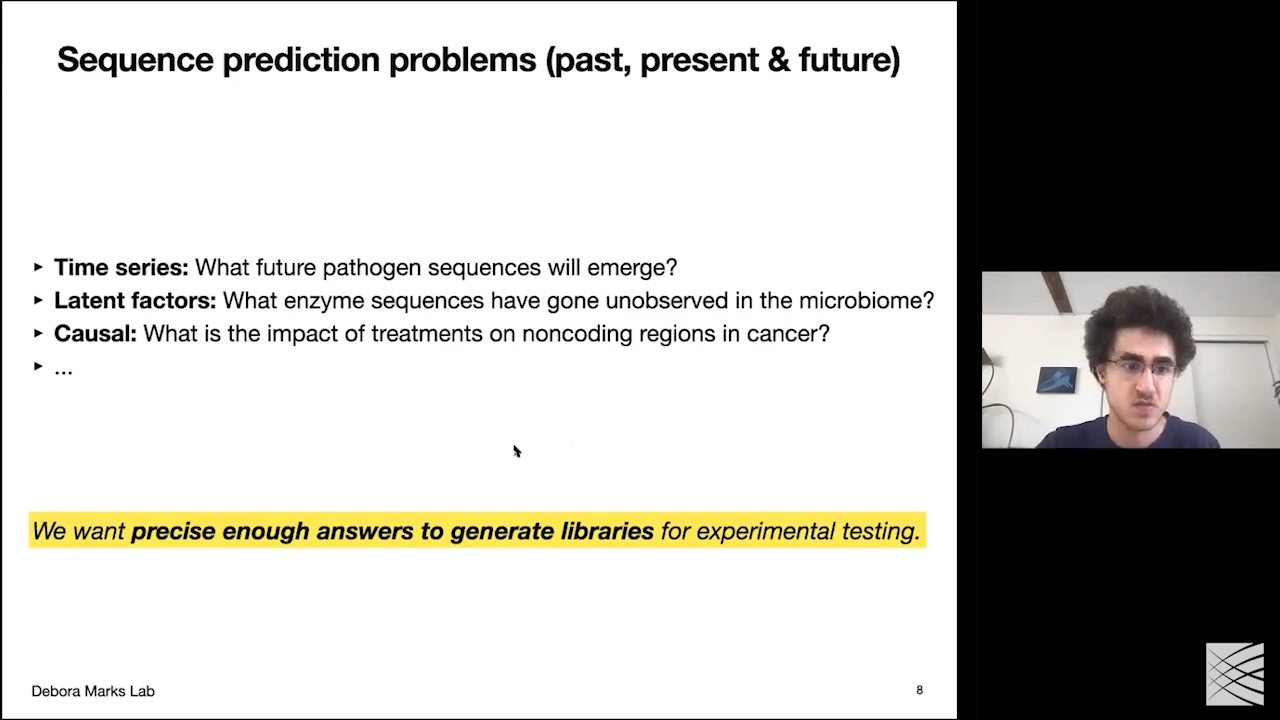 Sequence prediction problems (past, present & future)
▸ Time series: What future pathogen sequences will emerge?
▸ Latent factors: What enzyme sequences have gone unobserved in the microbiome?
▸ Causal: What is the impact of treatments on noncoding regions in cancer?
▸ ...
We want precise enough answers to generate libraries for experimental testing.
Debora Marks Lab
8